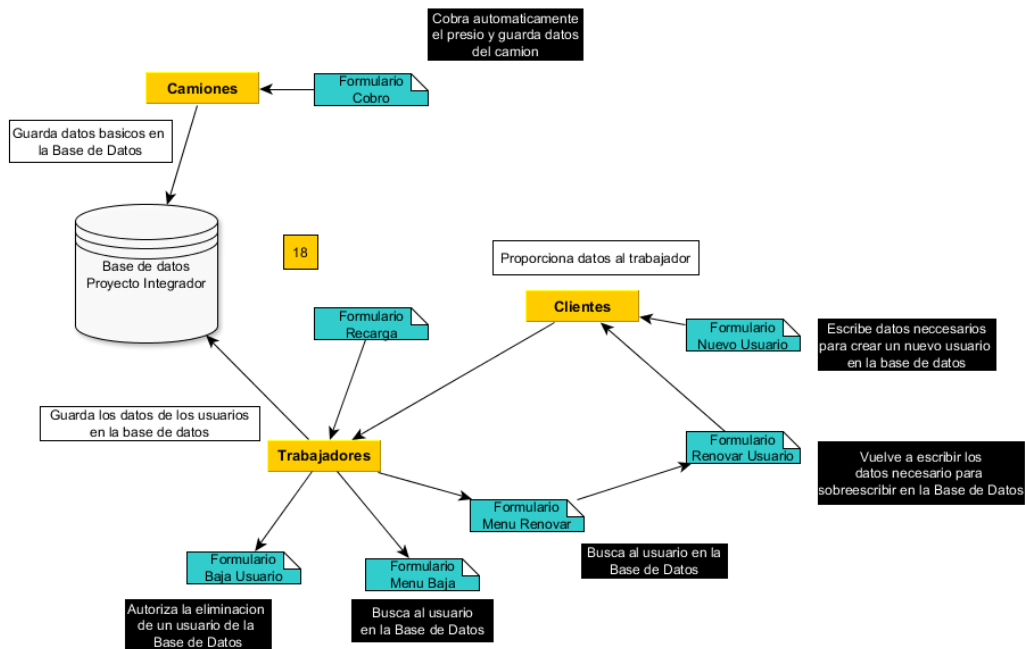 Cobra automaticamente
el presio y guarda datos
del camion
Camiones
Formulario
Cobro
Guarda datos basicos en
la Base de Datos
Base de datos
Proyecto Integrador
18
Proporciona datos al trabajador
Clientes
Formulario
Recarga
Formulario
Nuevo Usuario
Escribe datos neccesarios
para crear un nuevo usuario
en la base de datos
Guarda los datos de los usuarios
en la base de datos
Trabajadores
Formulario
Renovar Usuario
Vuelve a escribir los
datos necesario para
sobreescribir en la Base de Datos
Formulario
Menu Renovar
Busca al usuario en la
Base de Datos
Formulario
Baja Usuario
Formulario
Menu Baja
Autoriza la eliminacion
de un usuario de la
Base de Datos
Busca al usuario
en la Base de Datos